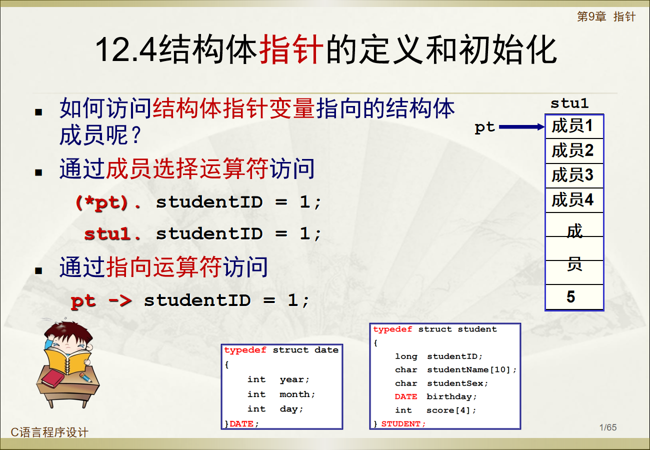 第9章 指针
12.4结构体指针的定义和初始化
如何访问结构体指针变量指向的结构体
成员呢？
通过成员选择运算符访问
(*pt). studentID = 1;
stu1. studentID = 1;
通过指向运算符访问
pt -> studentID = 1;
stu1
pt
成员1
成员2
成员3
成员4
成
员
5
typedef struct date
{
int year;
int month;
int day;
}DATE;
typedef struct student
{
long studentID;
char studentName[10];
char studentSex;
DATE birthday;
int score[4];
} STUDENT;
C语言程序设计
1/65